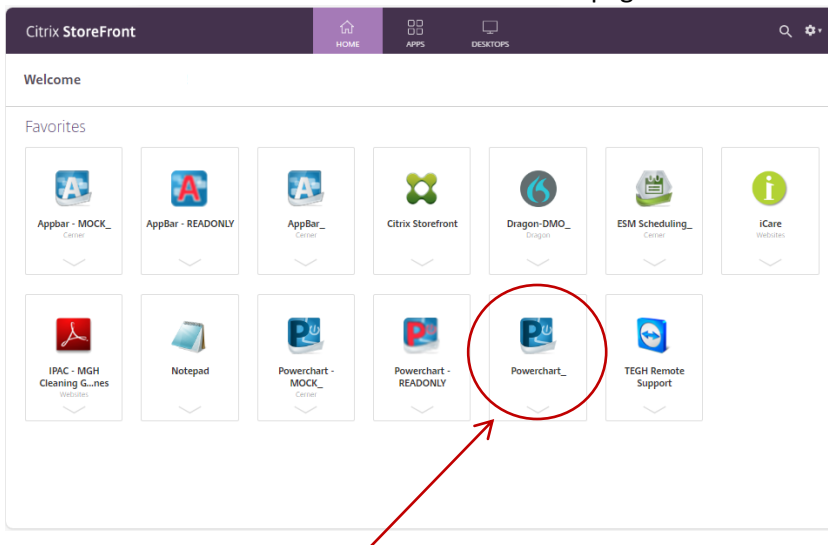 Citrix StoreFront
HOME
APPS
DESKTOPS
Welcome
Favorites
Appbar - MOCK_
Cerner
AppBar - READONLY
AppBar_
Cerner
Citrix Storefront
Dragon-DMO_
Dragon
ESM Scheduling_
Cerner
iCare
Websites
IPAC - MGH
Cleaning G...nes
Websites
Notepad
Powerchart -
MOCK_
Cerner
Powerchart -
READONLY
Powerchart_
TEGH Remote
Support